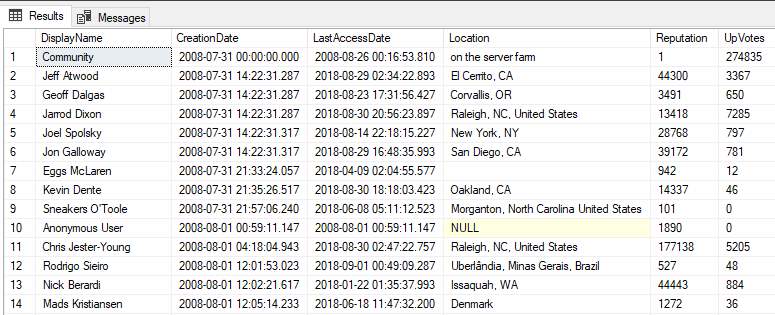 Results Messages
DisplayName CreationDate LastAccessDate Location Reputation UpVotes
1 Community 2008-07-31 00:00:00.000 2008-08-26 00:16:53.810 on the server farm 1 274835
2 Jeff Atwood 2008-07-31 14:22:31.287 2018-08-29 02:34:22.893 El Cerrito, CA 44300 3367
3 Geoff Dalgas 2008-07-31 14:22:31.287 2018-08-23 17:31:56.427 Corvallis, OR 3491 650
4 Jarrod Dixon 2008-07-31 14:22:31.287 2018-08-30 20:56:23.897 Raleigh, NC, United States 13418 7285
5 Joel Spolsky 2008-07-31 14:22:31.317 2018-08-14 22:18:15.227 New York, NY 28768 797
6 Jon Galloway 2008-07-31 14:22:31.317 2018-08-29 16:48:35.993 San Diego, CA 39172 781
7 Eggs McLaren 2008-07-31 21:33:24.057 2018-04-09 02:04:55.577 942 12
8 Kevin Dente 2008-07-31 21:35:26.517 2018-08-30 18:18:03.423 Oakland, CA 14337 46
9 Sneakers O'Toole 2008-07-31 21:57:06.240 2018-06-08 05:11:12.523 Morganton, North Carolina United States 101 0
10 Anonymous User 2008-08-01 00:59:11.147 2008-08-01 00:59:11.147 NULL 1890 0
11 Chris Jester-Young 2008-08-01 04:18:04.943 2018-08-30 02:47:22.757 Raleigh, NC, United States 177138 5205
12 Rodrigo Sieiro 2008-08-01 12:01:53.023 2018-09-01 00:49:09.287 Uberlândia, Minas Gerais, Brazil 527 48
13 Nick Berardi 2008-08-01 12:02:21.617 2018-01-22 01:35:37.993 Issaquah, WA 44443 884
14 Mads Kristiansen 2008-08-01 12:05:14.233 2018-06-18 11:47:32.200 Denmark 1272 36